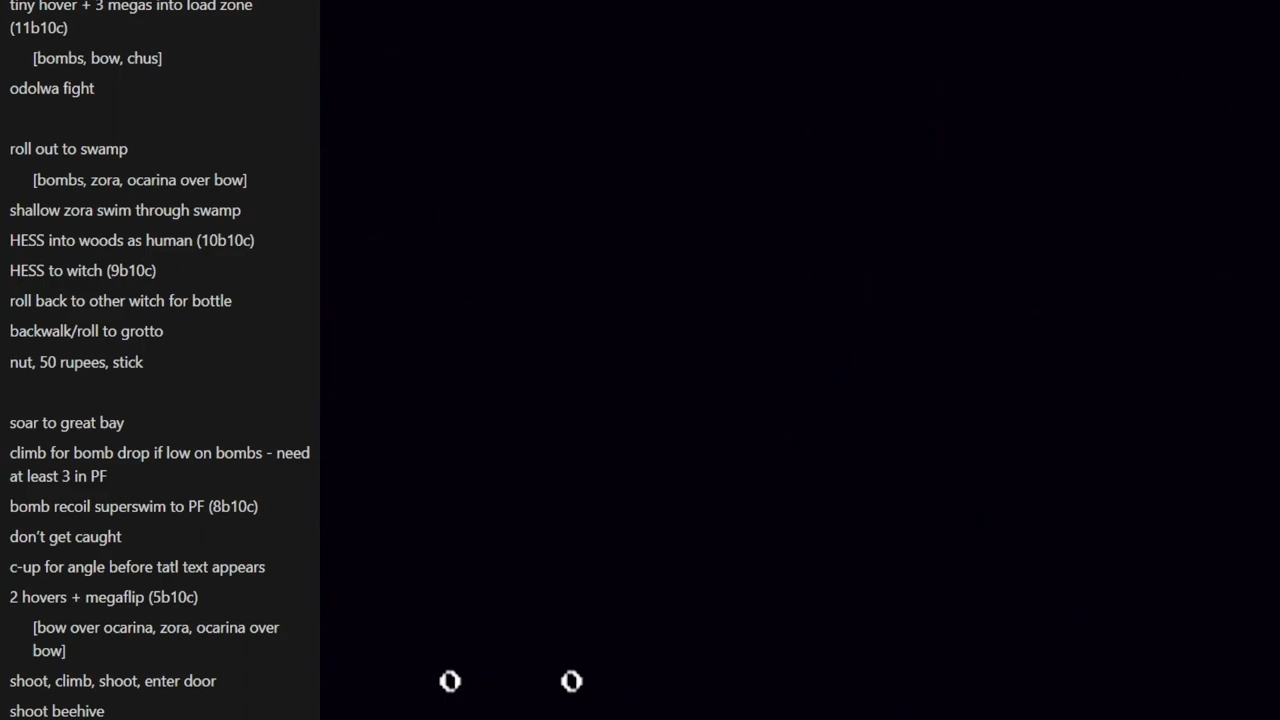 tiny hover + 3 megas into load zone
(11b10c)
[bombs, bow, chus]
odolwa fight
roll out to swamp
[bombs, zora, ocarina over bow]
shallow zora swim through swamp
HESS into woods as human (10b10c)
HESS to witch (9b10c)
roll back to other witch for bottle
backwalk/roll to grotto
nut, 50 rupees, stick
soar to great bay
climb for bomb drop if low on bombs - need
at least 3 in PF
bomb recoil superswim to PF (8b10c)
don't get caught
c-up for angle before tatl text appears
2 hovers + megaflip (5b10c)
[bow over ocarina, zora, ocarina over
bow]
shoot, climb, shoot, enter door
shoot beehive
0 0